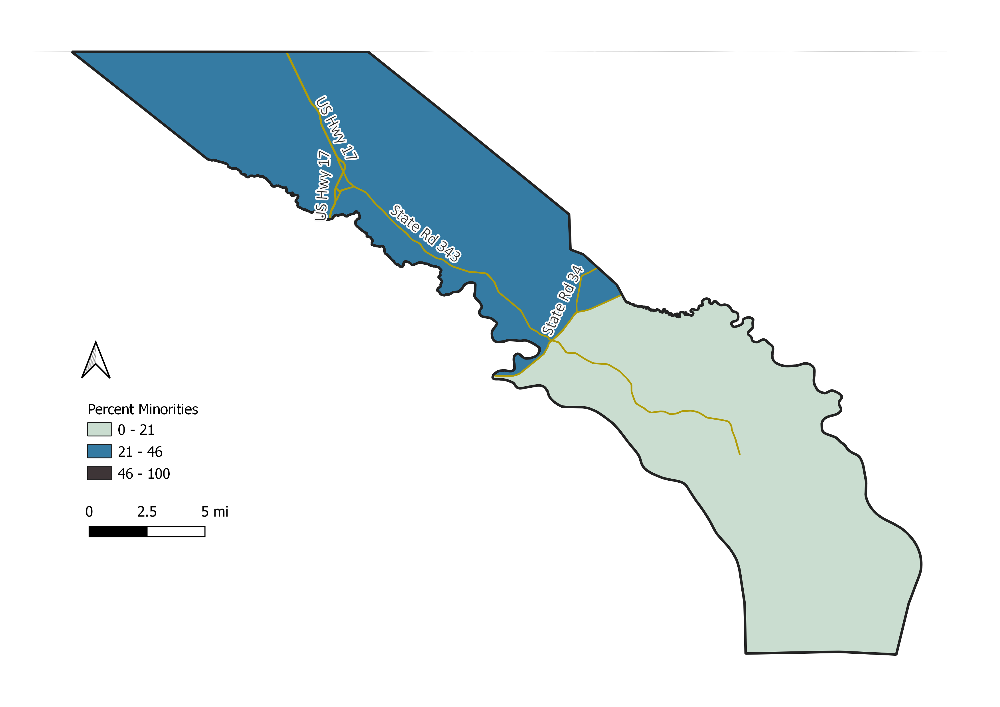 US Hwy 17
US Hwy 17
State Rd 343
State Rd 34
Percent Minorities
0 - 21
21 - 46
46 - 100
0 2.5 5 mi